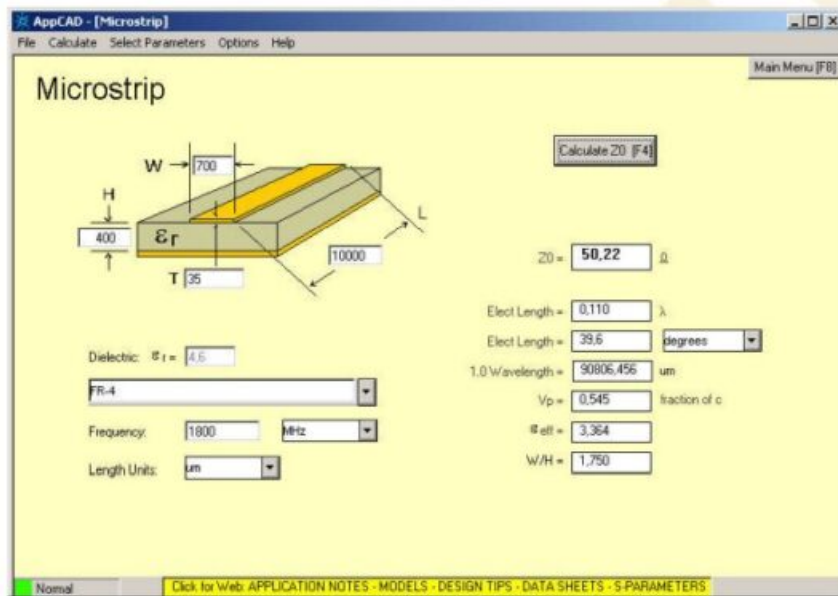 AppCAD - [Microstrip]
File Calculate Select Parameters Options Help
Main Menu [F8]
Microstrip
Calculate Z0 [F4]
W 700
H
400
εr
L
10000
T 35
Z0 = 50,22 Ω
Elect Length = 0,110 λ
Elect Length = 39,6 degrees
1.0 Wavelength = 90806,456 um
Vp = 0,545 fraction of c
εeff = 3,364
W/H = 1,750
Dielectric: εr = 4,6
FR-4
Frequency: 1800 MHz
Length Units: um
Normal
Click for Web: APPLICATION NOTES - MODELS - DESIGN TIPS - DATA SHEETS - S-PARAMETERS